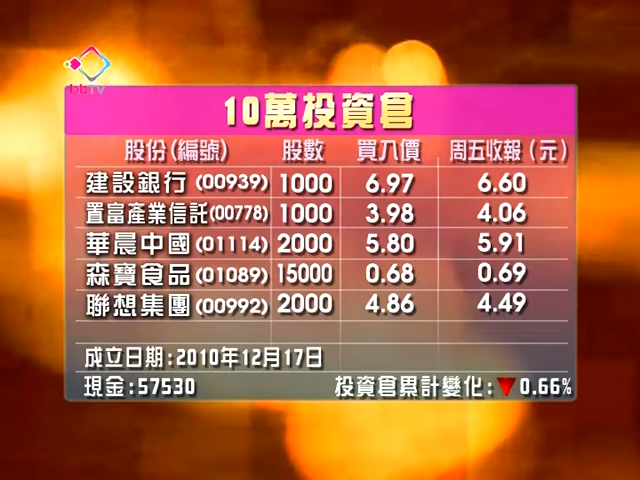 bbTV
10萬投資倉
股份(編號) 股數 買入價 周五收報(元)
建設銀行(00939) 1000 6.97 6.60
置富產業信託(00778) 1000 3.98 4.06
華晨中國(01114) 2000 5.80 5.91
森寶食品(01089) 15000 0.68 0.69
聯想集團(00992) 2000 4.86 4.49
成立日期:2010年12月17日
現金:57530 投資倉累計變化:▼0.66%